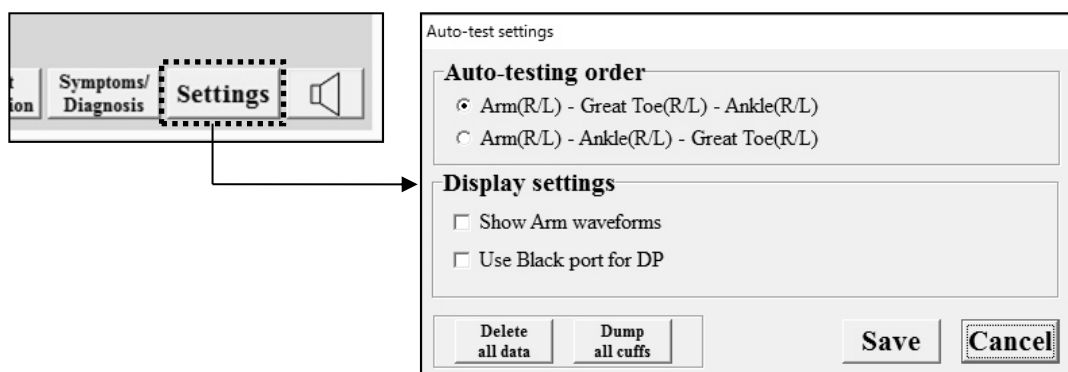 Symptoms/
Diagnosis
Settings
Auto-test settings
Auto-testing order
Arm(R/L) - Great Toe(R/L) - Ankle(R/L)
Arm(R/L) - Ankle(R/L) - Great Toe(R/L)
Display settings
Show Arm waveforms
Use Black port for DP
Delete
all data
Dump
all cuffs
Save
Cancel